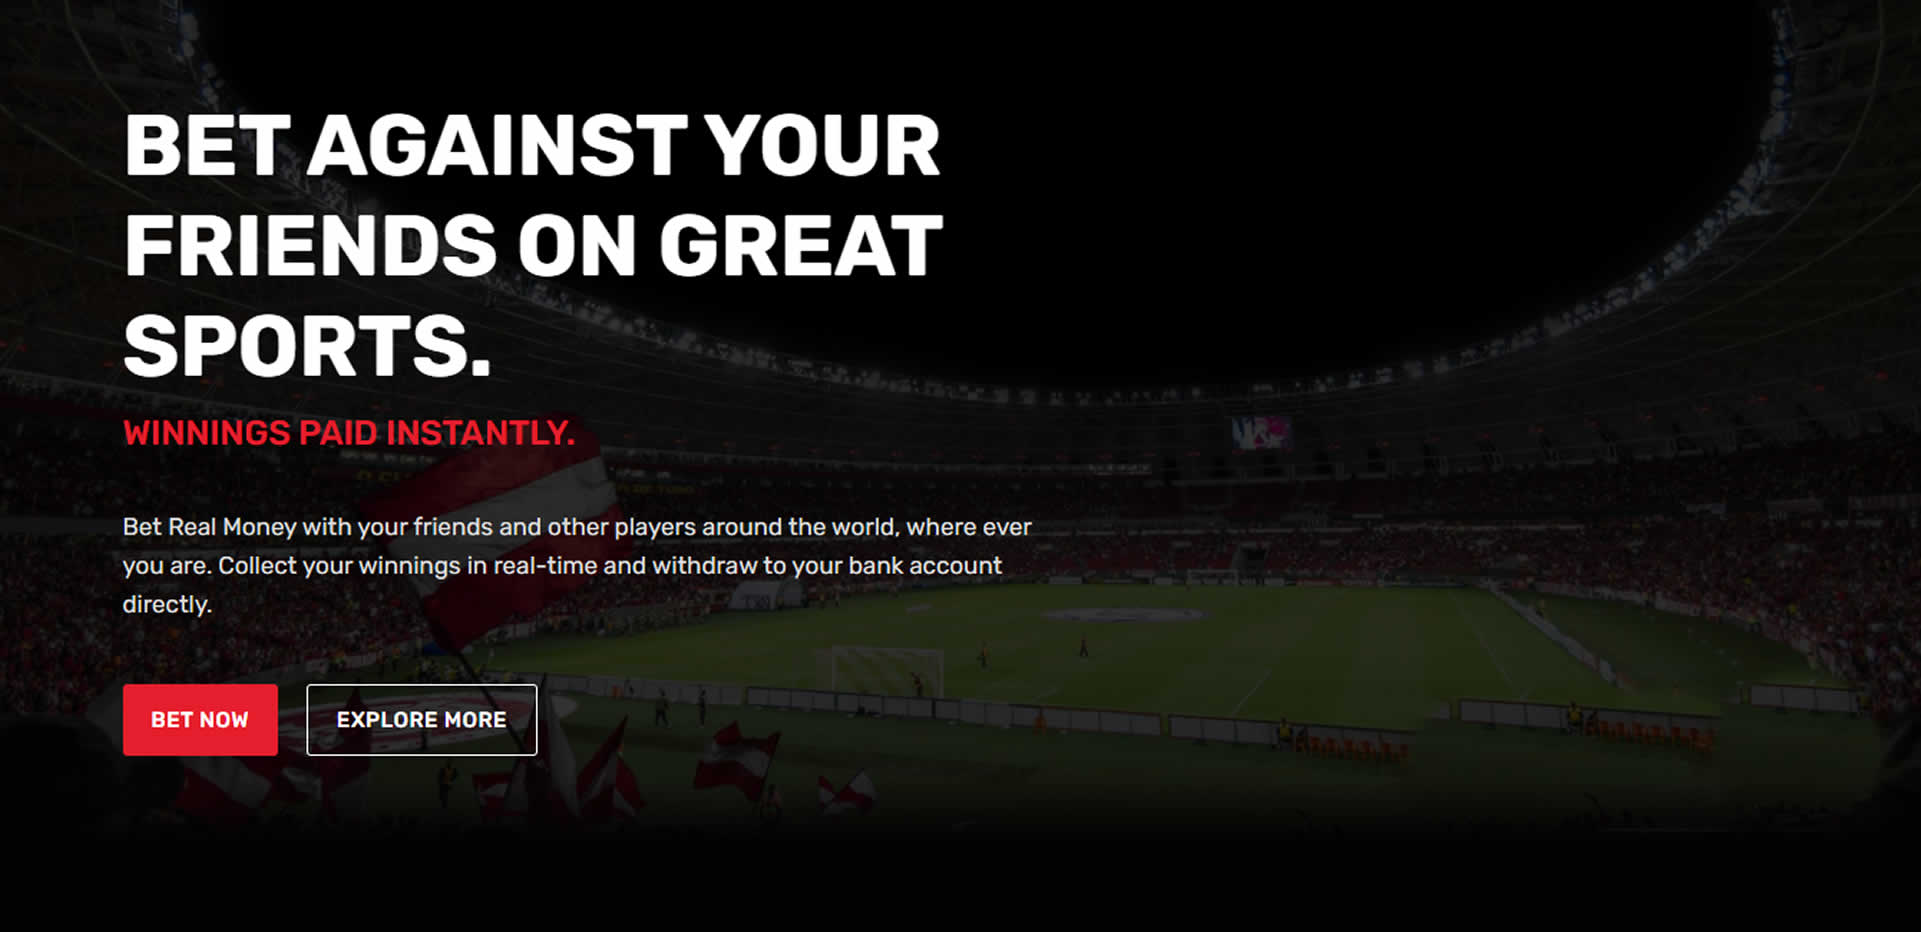 BET AGAINST YOUR
FRIENDS ON GREAT
SPORTS.
WINNINGS PAID INSTANTLY.
Bet Real Money with your friends and other players around the world, where ever
you are. Collect your winnings in real-time and withdraw to your bank account
directly.
BET NOW
EXPLORE MORE